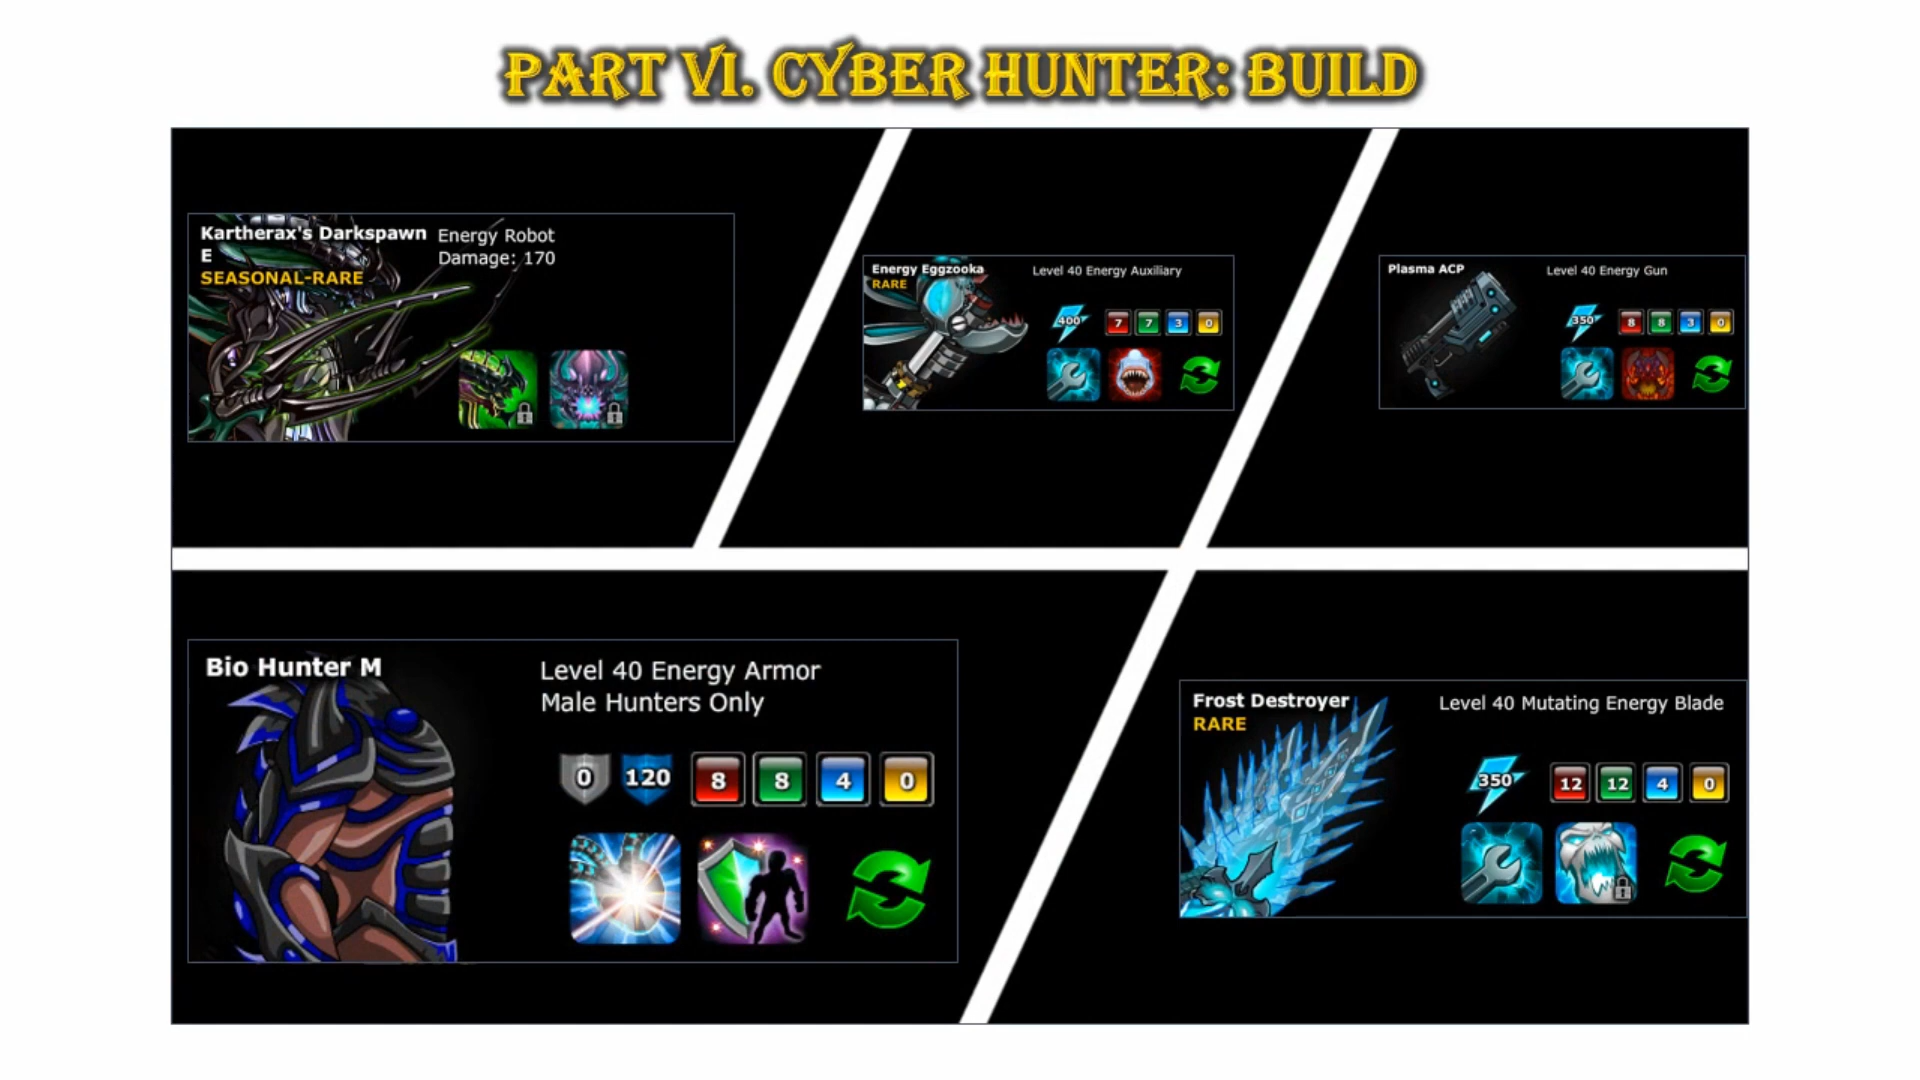 PART VI. CYBER HUNTER: BUILD
Kartherax's Darkspawn
E
SEASONAL-RARE
Energy Robot
Damage: 170
Energy Eggzooka
RARE
Level 40 Energy Auxiliary
400 7 7 3 0
Plasma ACP
Level 40 Energy Gun
350 8 8 3 0
Bio Hunter M
Level 40 Energy Armor
Male Hunters Only
0 120 8 8 4 0
Frost Destroyer
RARE
Level 40 Mutating Energy Blade
350 12 12 4 0